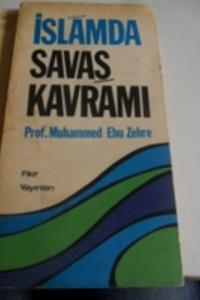 İSLÂMDA
SAVAŞ
KAVRAMI
Prof. Muhammed Ebu Zehre
Fikir
Yayınları